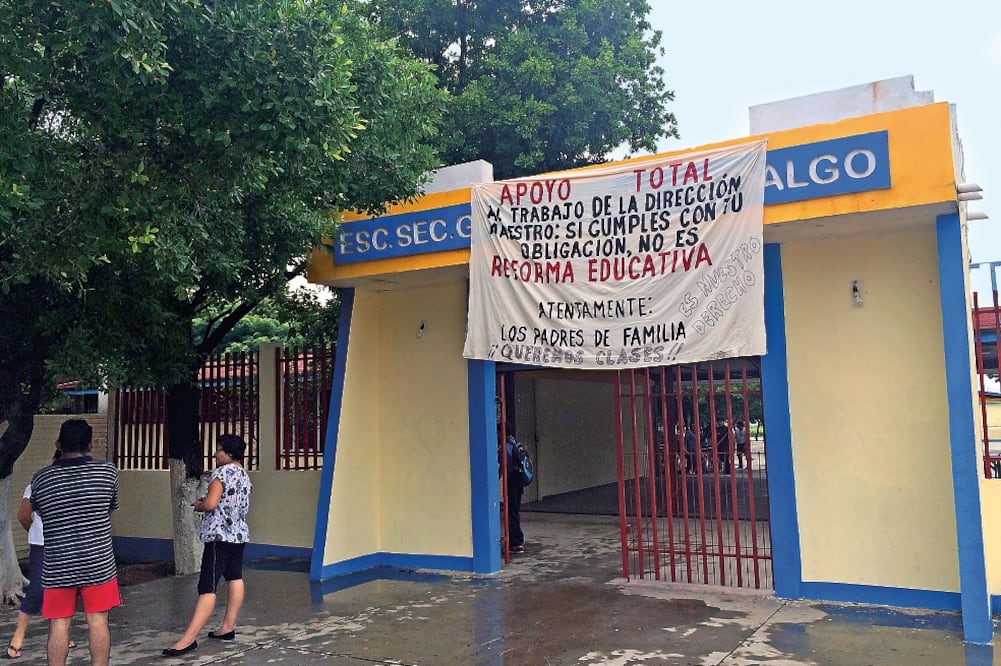 ESC. SEC. G
ALGO
APOYO TOTAL
AL TRABAJO DE LA DIRECCIÓN
MAESTRO: SI CUMPLES CON TU
OBLIGACIÓN, NO ES
REFORMA EDUCATIVA
ES NUESTRO
DERECHO
ATENTAMENTE:
LOS PADRES DE FAMILIA
¡¡QUEREMOS CLASES!!